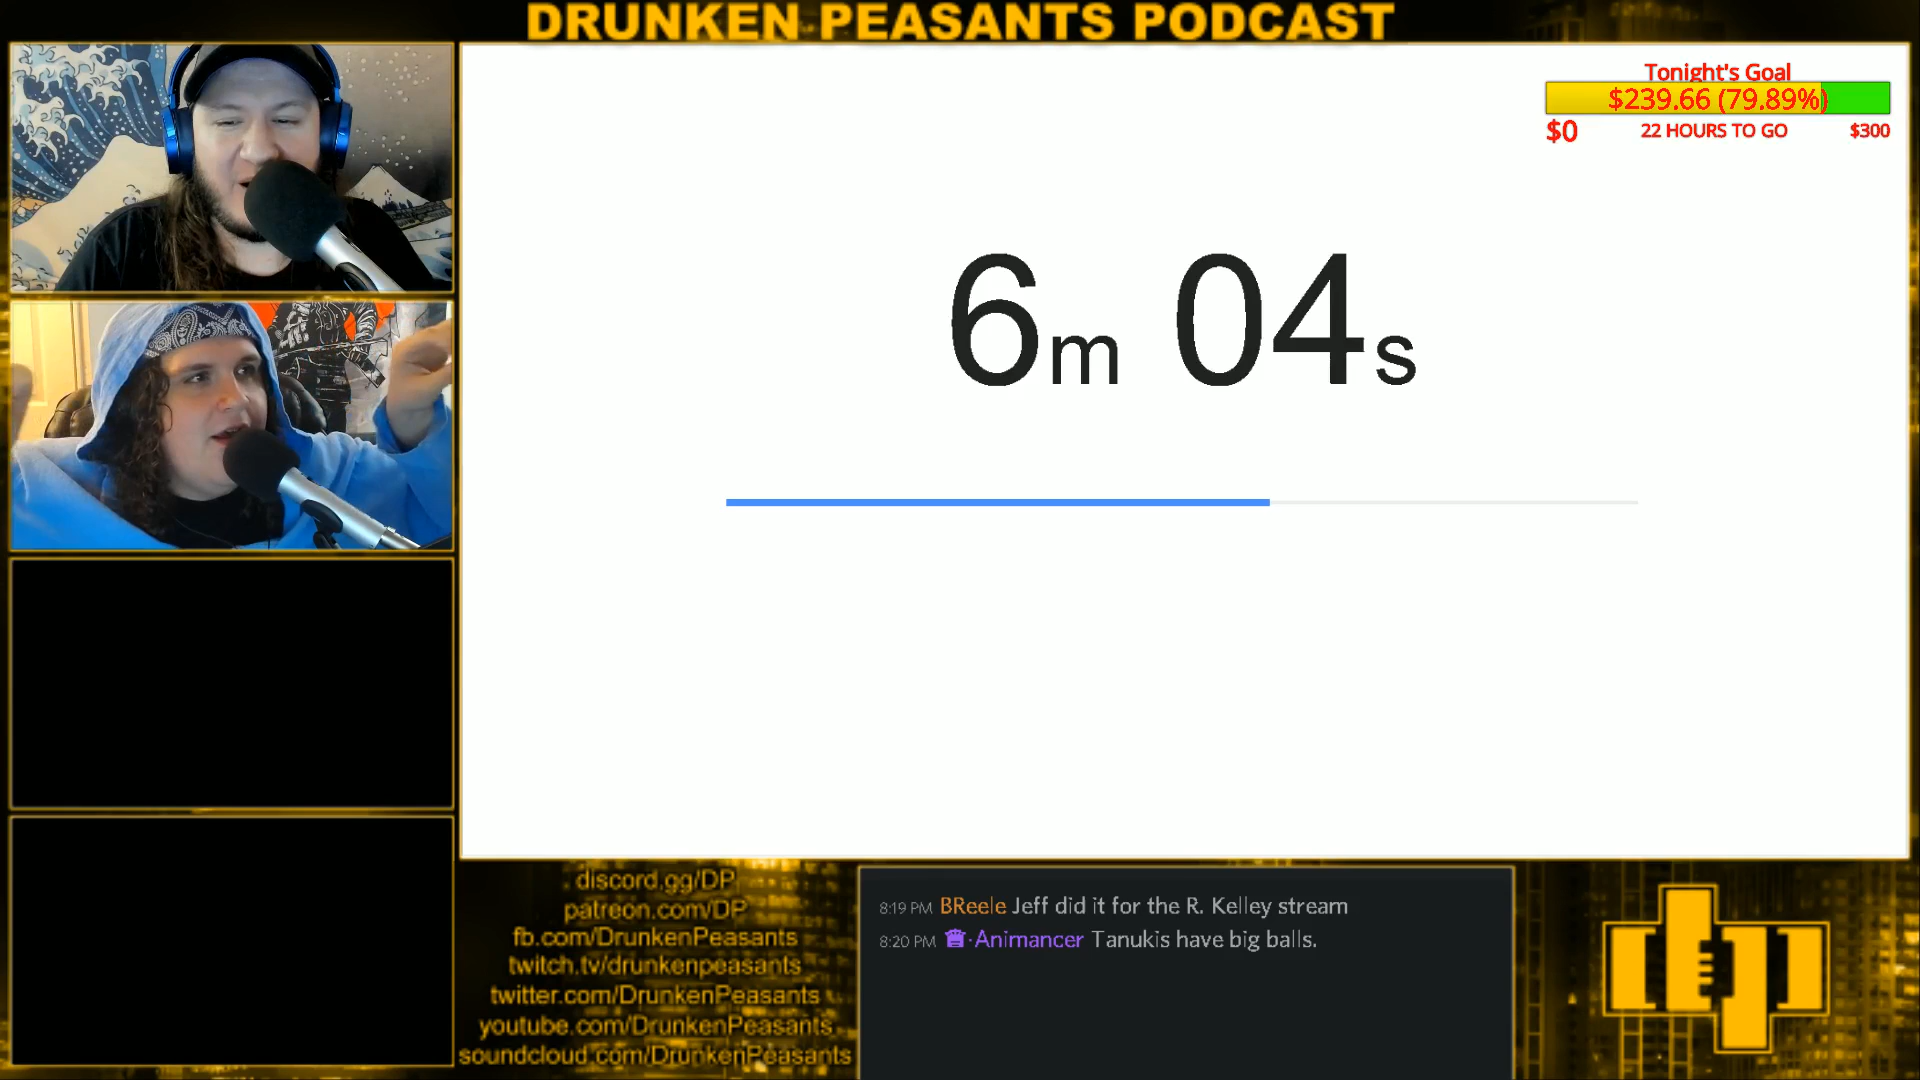 DRUNKEN PEASANTS PODCAST
Tonight's Goal
$239.66 (79.89%)
$0 22 HOURS TO GO $300
6m 04s
discord.gg/DP
patreon.com/DP
fb.com/DrunkenPeasants
twitch.tv/drunkenpeasants
twitter.com/DrunkenPeasants
youtube.com/DrunkenPeasants
soundcloud.com/DrunkenPeasants
8:19 PM BReele Jeff did it for the R. Kelley stream
8:20 PM Animancer Tanukis have big balls.
dp